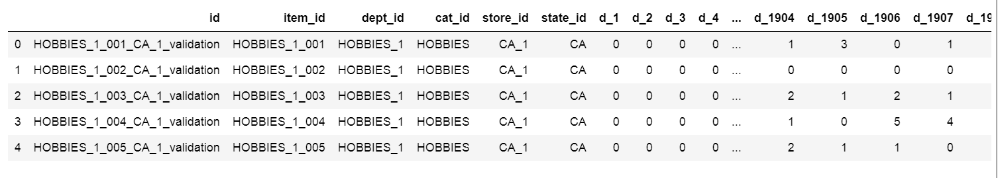 id item_id dept_id cat_id store_id state_id d_1 d_2 d_3 d_4 ... d_1904 d_1905 d_1906 d_1907 d_19
0 HOBBIES_1_001_CA_1_validation HOBBIES_1_001 HOBBIES_1 HOBBIES CA_1 CA 0 0 0 0 ... 1 3 0 1
1 HOBBIES_1_002_CA_1_validation HOBBIES_1_002 HOBBIES_1 HOBBIES CA_1 CA 0 0 0 0 ... 0 0 0 0
2 HOBBIES_1_003_CA_1_validation HOBBIES_1_003 HOBBIES_1 HOBBIES CA_1 CA 0 0 0 0 ... 2 1 2 1
3 HOBBIES_1_004_CA_1_validation HOBBIES_1_004 HOBBIES_1 HOBBIES CA_1 CA 0 0 0 0 ... 1 0 5 4
4 HOBBIES_1_005_CA_1_validation HOBBIES_1_005 HOBBIES_1 HOBBIES CA_1 CA 0 0 0 0 ... 2 1 1 0